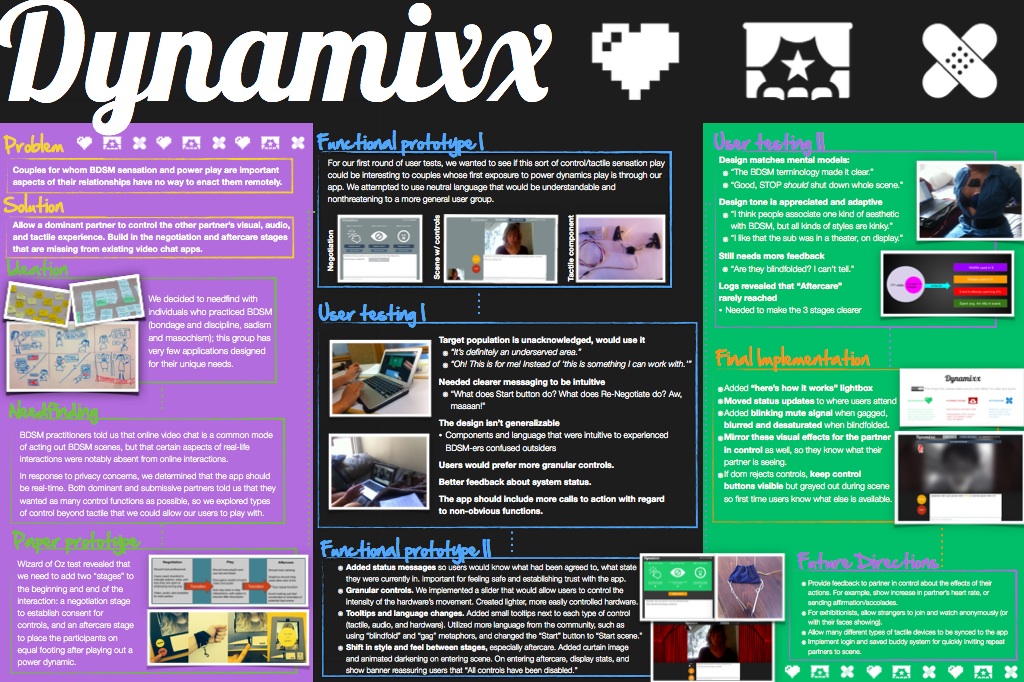 Dynamixx
Problem
Couples for whom BDSM sensation and power play are important
aspects of their relationships have no way to enact them remotely.
Solution
Allow a dominant partner to control the other partner's visual, audio,
and tactile experience. Build in the negotiation and aftercare stages
that are missing from existing video chat apps.
Ideation
We decided to needfind with
individuals who practiced BDSM
(bondage and discipline, sadism
and masochism); this group has
very few applications designed
for their unique needs.
Needfinding
BDSM practitioners told us that online video chat is a common mode
of acting out BDSM scenes, but that certain aspects of real-life
interactions were notably absent from online interactions.
In response to privacy concerns, we determined that the app should
be real-time. Both dominant and submissive partners told us that they
wanted as many control functions as possible, so we explored types
of control beyond tactile that we could allow our users to play with.
Paper prototype
Wizard of Oz test revealed that
we need to add two "stages" to
the beginning and end of the
interaction: a negotiation stage
to establish consent for
controls, and an aftercare stage
to place the participants on
equal footing after playing out a
power dynamic.
Negotiation
Play
Aftercare
Functional prototype I
For our first round of user tests, we wanted to see if this sort of control/tactile sensation play
could be interesting to couples whose first exposure to power dynamics play is through our
app. We attempted to use neutral language that would be understandable and
nonthreatening to a more general user group.
Negotiation
Scene w/ controls
Tactile component
User testing I
Target population is unacknowledged, would use it
"It's definitely an underserved area."
"Oh! This is for me! Instead of 'this is something I can work with.'"
Needed clearer messaging to be intuitive
"What does Start button do? What does Re-Negotiate do? Aw,
maaaan!"
The design isn't generalizable
• Components and language that were intuitive to experienced
BDSM-ers confused outsiders
Users would prefer more granular controls.
Better feedback about system status.
The app should include more calls to action with regard
to non-obvious functions.
Functional prototype II
Added status messages so users would know what had been agreed to, what state
they were currently in. Important for feeling safe and establishing trust with the app.
Granular controls. We implemented a slider that would allow users to control the
intensity of the hardware's movement. Created lighter, more easily controlled hardware.
Tooltips and language changes. Added small tooltips next to each type of control
(tactile, audio, and hardware). Utilized more language from the community, such as
using "blindfold" and "gag" metaphors, and changed the "Start" button to "Start scene."
Shift in style and feel between stages, especially aftercare. Added curtain image
and animated darkening on entering scene. On entering aftercare, display stats, and
show banner reassuring users that "All controls have been disabled."
User testing II
Design matches mental models:
"The BDSM terminology made it clear."
"Good, STOP should shut down whole scene."
Design tone is appreciated and adaptive
"I think people associate one kind of aesthetic
with BDSM, but all kinds of styles are kinky."
"I like that the sub was in a theater, on display."
Still needs more feedback
"Are they blindfolded? I can't tell."
Logs revealed that "Aftercare" is
rarely reached
• Needed to make the 3 stages clearer
Final Implementation
Added "here's how it works" lightbox
Moved status updates to where users attend
Added blinking mute signal when gagged,
blurred and desaturated when blindfolded.
Mirror these visual effects for the partner
in control as well, so they know what their
partner is seeing.
If dom rejects controls, keep control
buttons visible but grayed out during scene
so first time users know what else is available.
Dynamixx
Future Directions
Provide feedback to partner in control about the effects of their
actions. For example, show increase in partner's heart rate, or
sending affirmation/accolades.
For exhibitionists, allow strangers to join and watch anonymously (or
with their faces showing).
Allow many different types of tactile devices to be synced to the app
Implement login and saved buddy system for quickly inviting repeat
partners to scene.